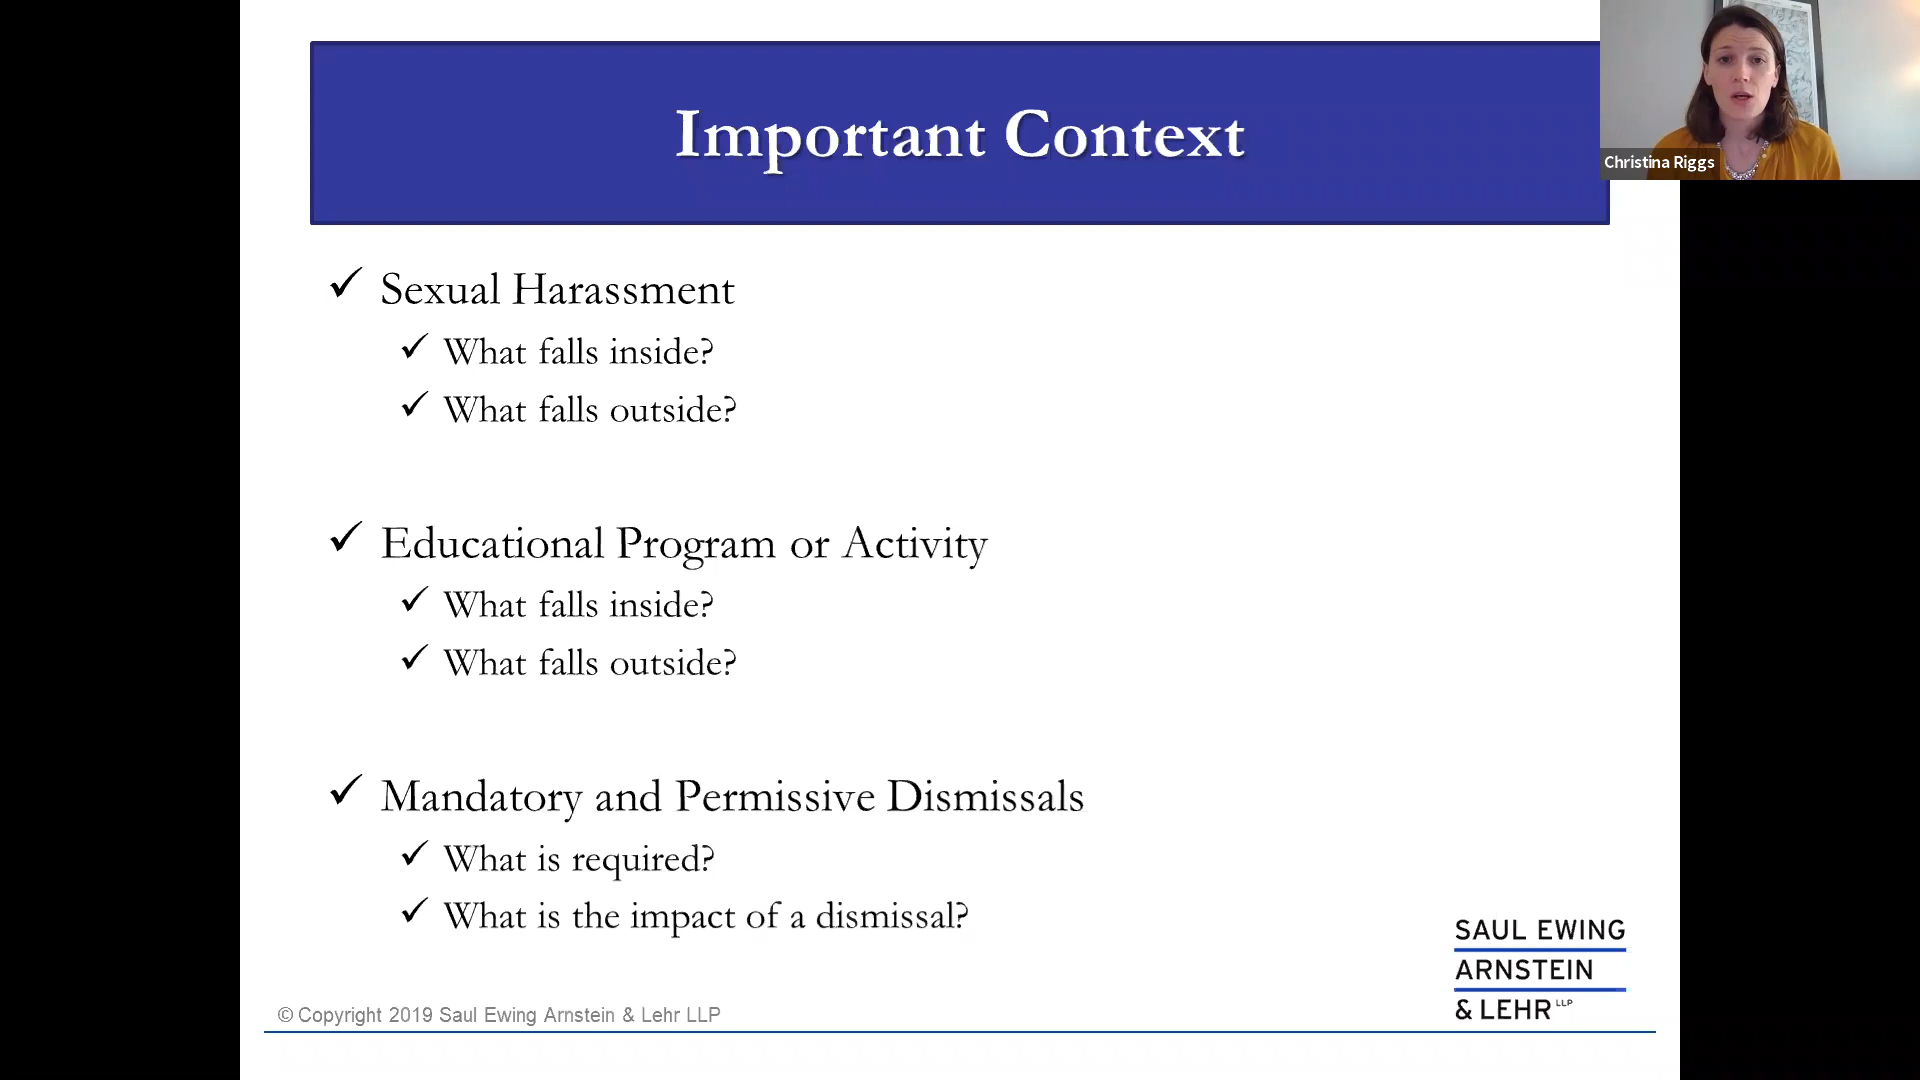 Important Context
Christina Riggs
✓ Sexual Harassment
✓ What falls inside?
✓ What falls outside?
✓ Educational Program or Activity
✓ What falls inside?
✓ What falls outside?
✓ Mandatory and Permissive Dismissals
✓ What is required?
✓ What is the impact of a dismissal?
SAUL EWING
ARNSTEIN
& LEHR LLP
© Copyright 2019 Saul Ewing Arnstein & Lehr LLP